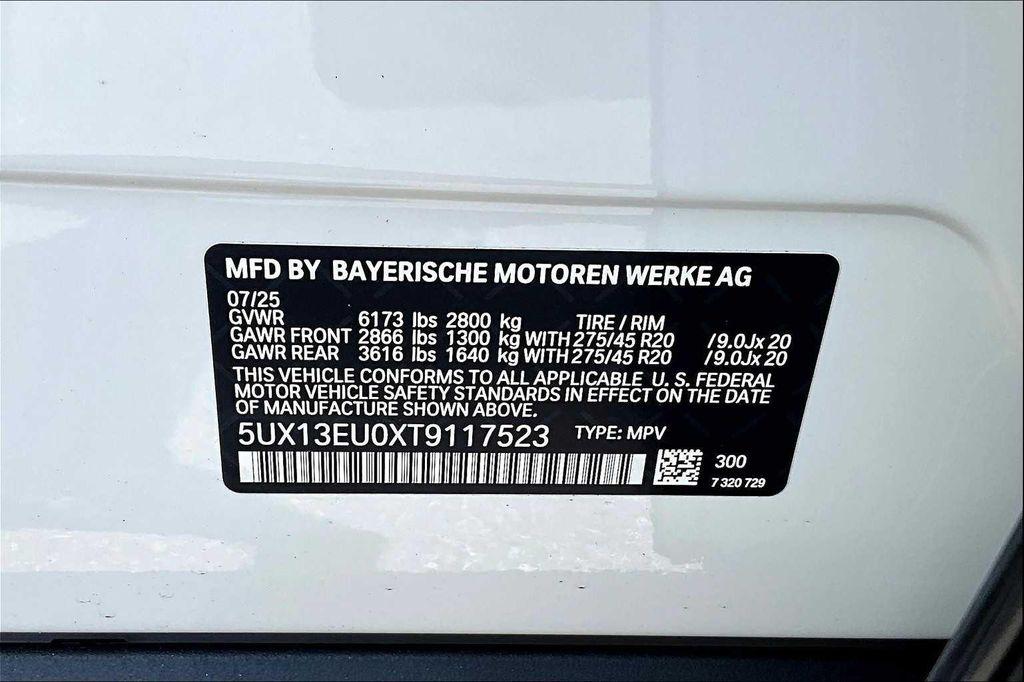 MFD BY BAYERISCHE MOTOREN WERKE AG
07/25
GVWR 6173 lbs 2800 kg TIRE / RIM
GAWR FRONT 2866 lbs 1300 kg WITH 275/45 R20 /9.0Jx 20
GAWR REAR 3616 lbs 1640 kg WITH 275/45 R20 /9.0Jx 20
THIS VEHICLE CONFORMS TO ALL APPLICABLE U. S. FEDERAL
MOTOR VEHICLE SAFETY STANDARDS IN EFFECT ON THE DATE
OF MANUFACTURE SHOWN ABOVE.
5UX13EU0XT9117523 TYPE: MPV
300
7 320 729